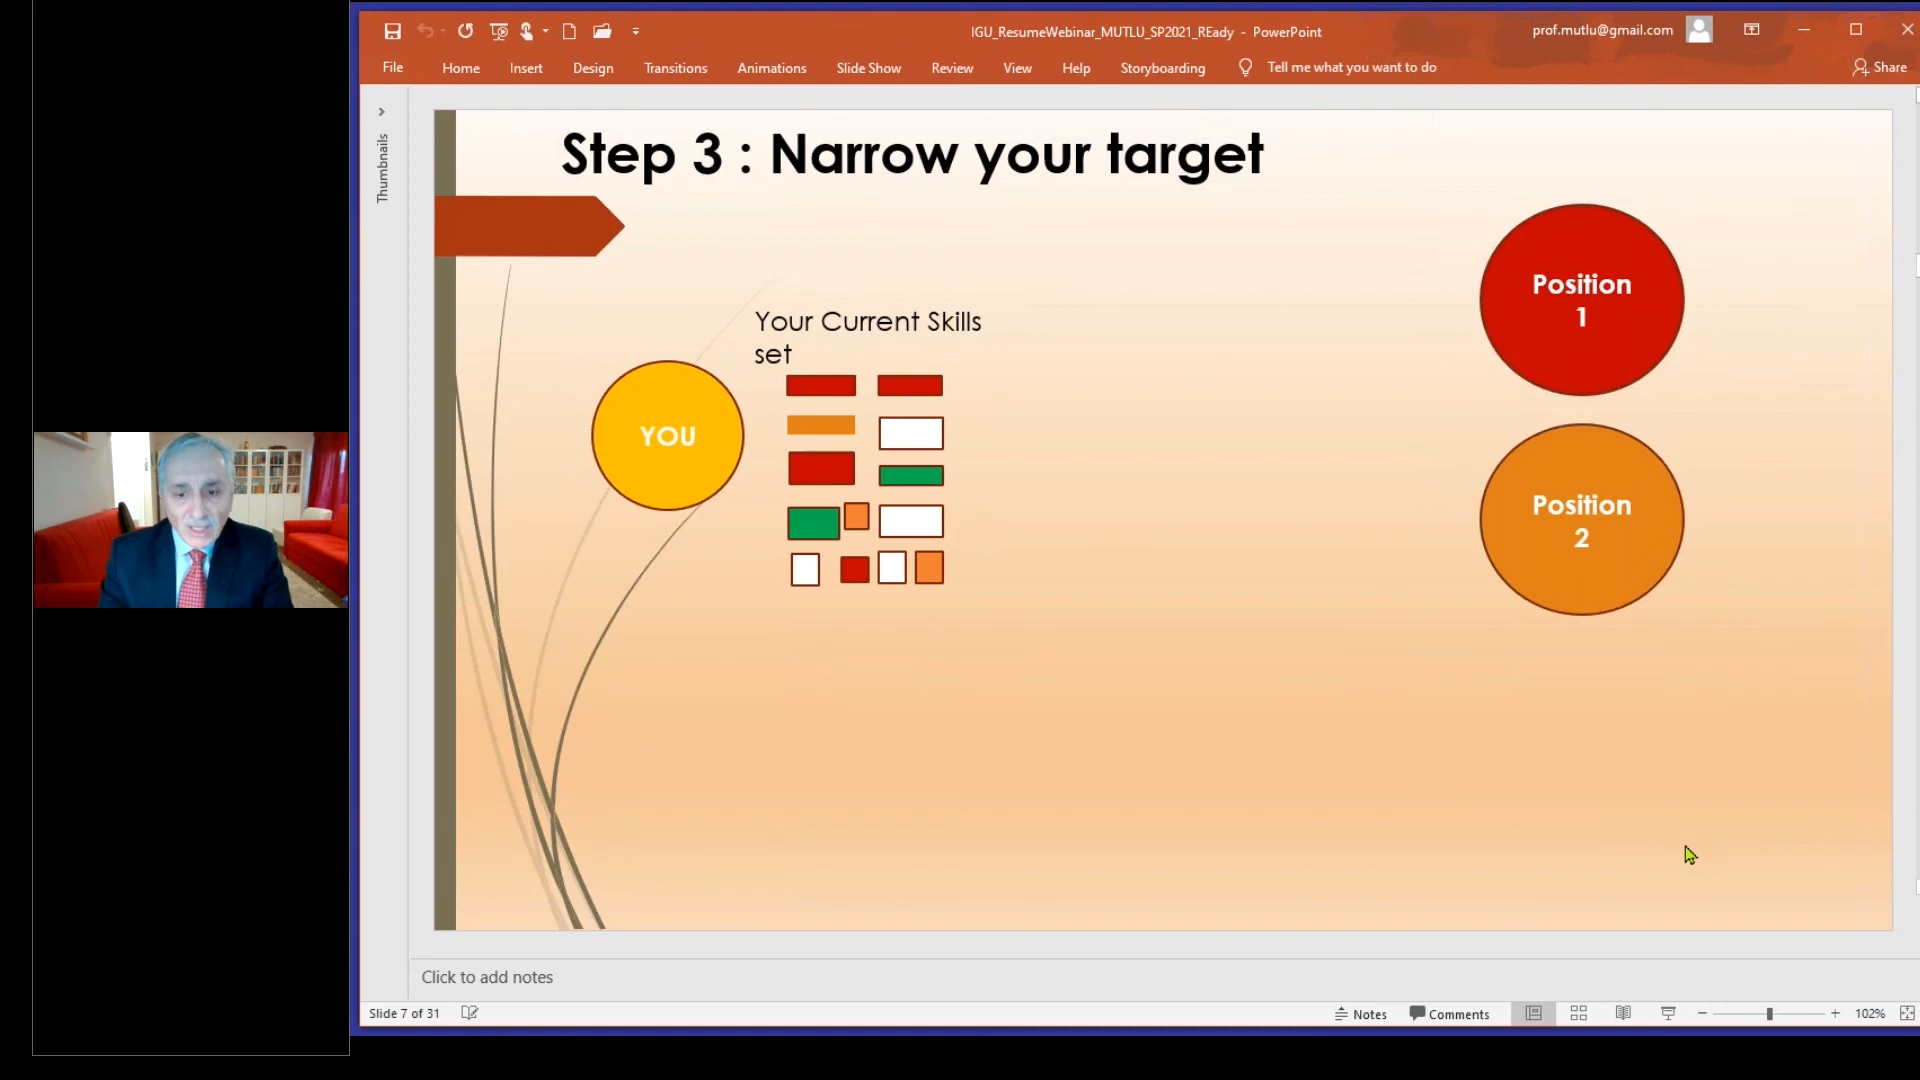 IGU_ResumeWebinar_MUTLU_SP2021_REady - PowerPoint
prof.mutlu@gmail.com
File Home Insert Design Transitions Animations Slide Show Review View Help Storyboarding Tell me what you want to do Share
Thumbnails
Step 3 : Narrow your target
Your Current Skills
set
YOU
Position
1
Position
2
Click to add notes
Slide 7 of 31
Notes
Comments
102%